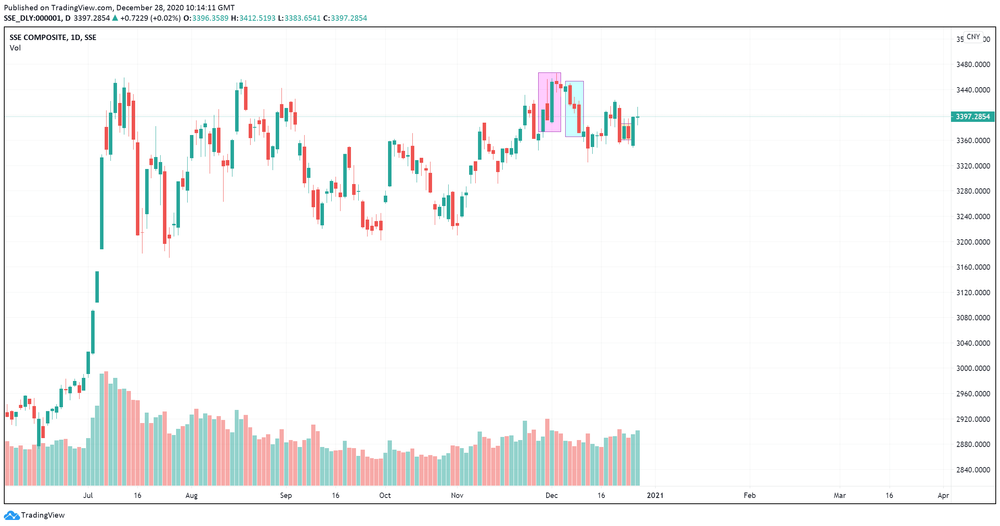 Published on TradingView.com, December 28, 2020 10:14:11 GMT
SSE_DLY:000001, D 3397.2854 ▲ +0.7229 (+0.02%) O:3396.3589 H:3412.5193 L:3383.6541 C:3397.2854
SSE COMPOSITE, 1D, SSE
Vol
CNY
3480.0000
3440.0000
3397.2854
3360.0000
3320.0000
3280.0000
3240.0000
3200.0000
3160.0000
3120.0000
3080.0000
3040.0000
3000.0000
2960.0000
2920.0000
2880.0000
2840.0000
Jul 16 Aug Sep 16 Oct Nov Dec 16 2021 Feb Mar 16 Apr
TradingView